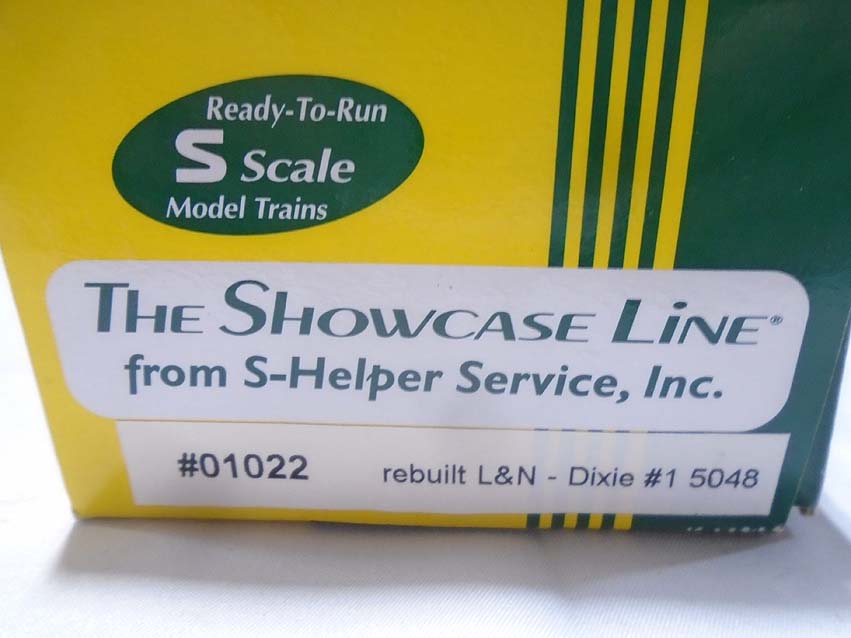 Ready-To-Run
S Scale
Model Trains
THE SHOWCASE LiNE®
from S-Helper Service, Inc.
#01022 rebuilt L&N - Dixie #1 5048